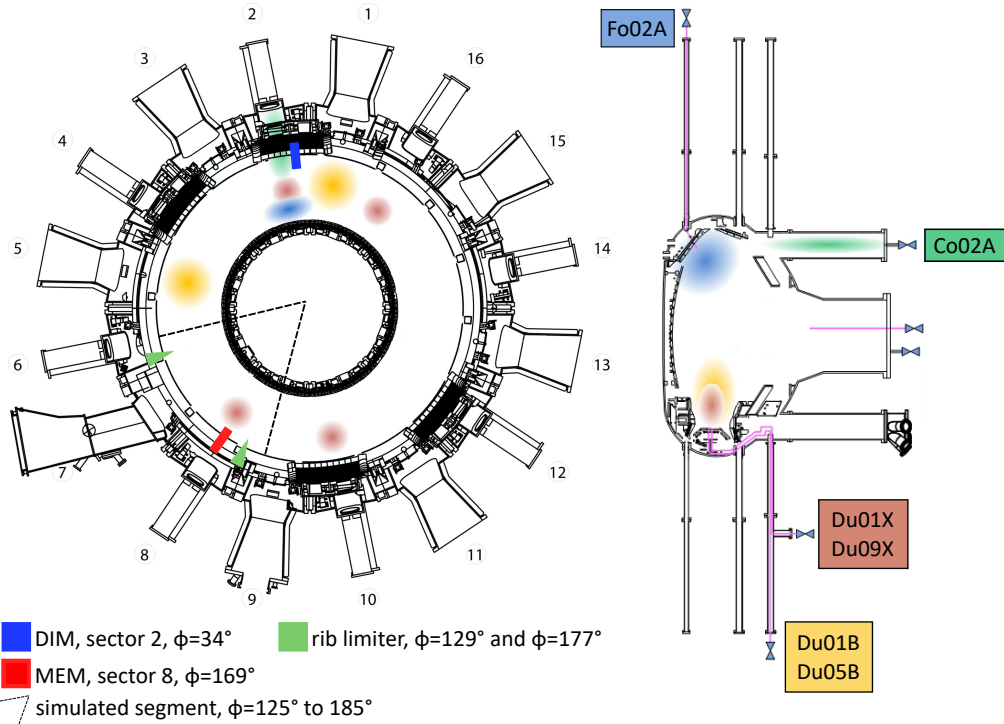 2
1
16
3
15
4
14
5
13
6
12
7
11
8
10
9
Fo02A
Co02A
Du01X
Du09X
Du01B
Du05B
DIM, sector 2, ϕ=34°
rib limiter, ϕ=129° and ϕ=177°
MEM, sector 8, ϕ=169°
simulated segment, ϕ=125° to 185°